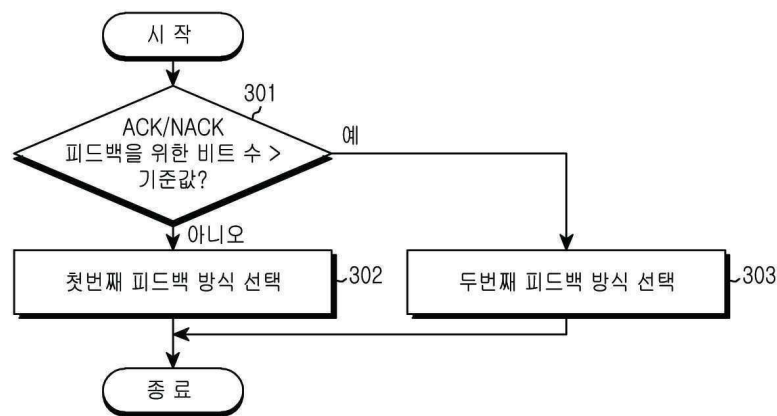 시 작
301
ACK/NACK
피드백을 위한 비트 수 >
기준값?
예
아니오
첫번째 피드백 방식 선택
302
두번째 피드백 방식 선택
303
종 료